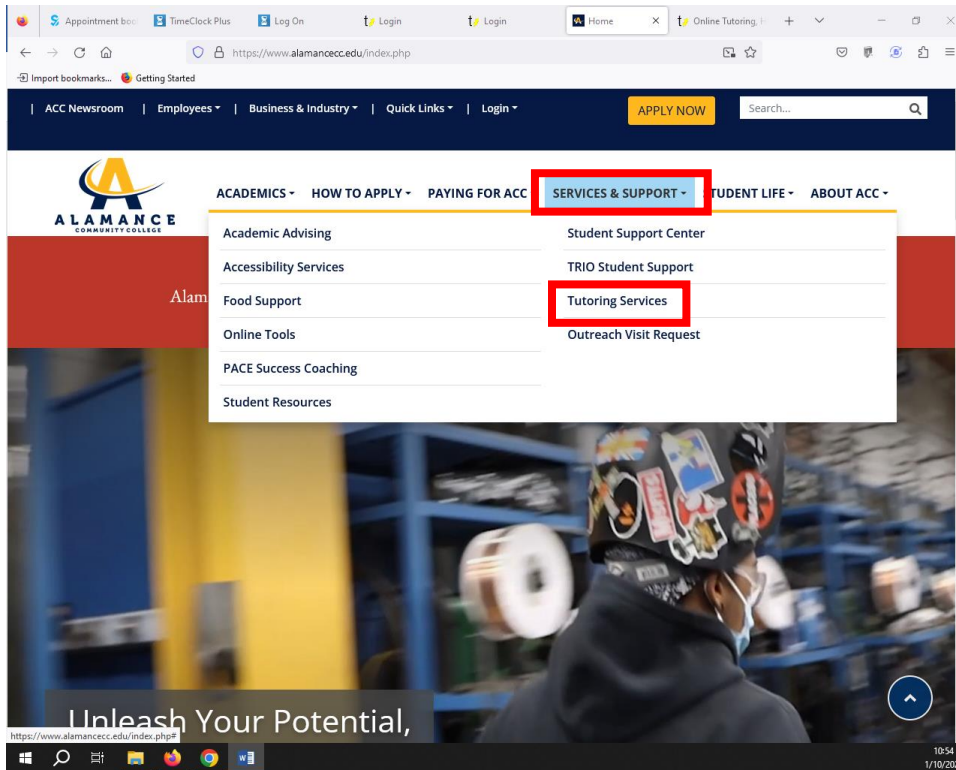 Appointment boo
TimeClock Plus
Log On
Login
Login
Home
Online Tutoring, H
https://www.alamancecc.edu/index.php
Import bookmarks... Getting Started
| ACC Newsroom | Employees | Business & Industry | Quick Links | Login
APPLY NOW
Search...
ALAMANCE
COMMUNITY COLLEGE
ACADEMICS HOW TO APPLY PAYING FOR ACC SERVICES & SUPPORT STUDENT LIFE ABOUT ACC
Academic Advising
Accessibility Services
Food Support
Online Tools
PACE Success Coaching
Student Resources
Student Support Center
TRIO Student Support
Tutoring Services
Outreach Visit Request
Alam
Unleash Your Potential,
https://www.alamancecc.edu/index.php#
10:54
1/10/202